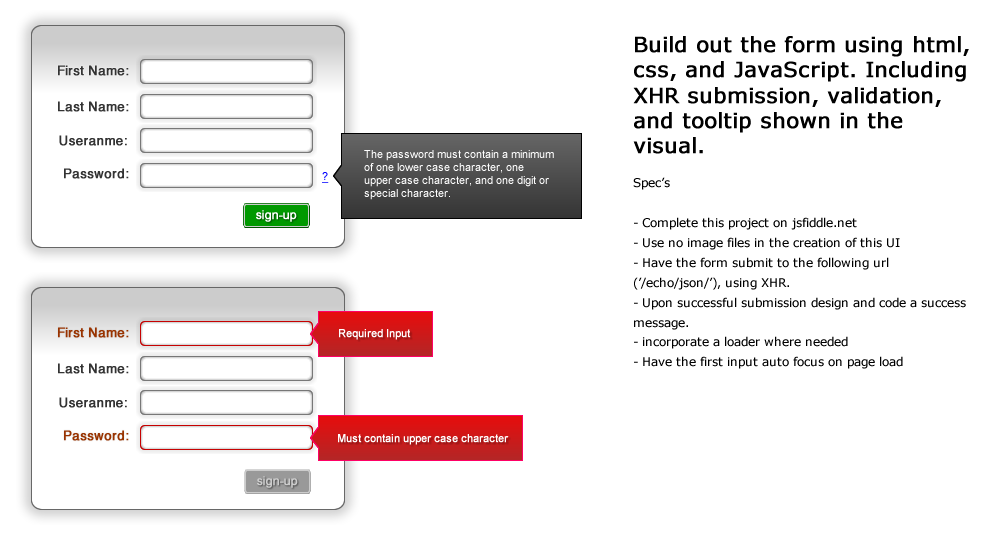 First Name:
Last Name:
Useranme:
Password:
?
The password must contain a minimum
of one lower case character, one
upper case character, and one digit or
special character.
sign-up
First Name:
Required Input
Last Name:
Useranme:
Password:
Must contain upper case character
sign-up
Build out the form using html,
css, and JavaScript. Including
XHR submission, validation,
and tooltip shown in the
visual.
Spec’s
- Complete this project on jsfiddle.net
- Use no image files in the creation of this UI
- Have the form submit to the following url
(‘/echo/json/’), using XHR.
- Upon successful submission design and code a success
message.
- incorporate a loader where needed
- Have the first input auto focus on page load